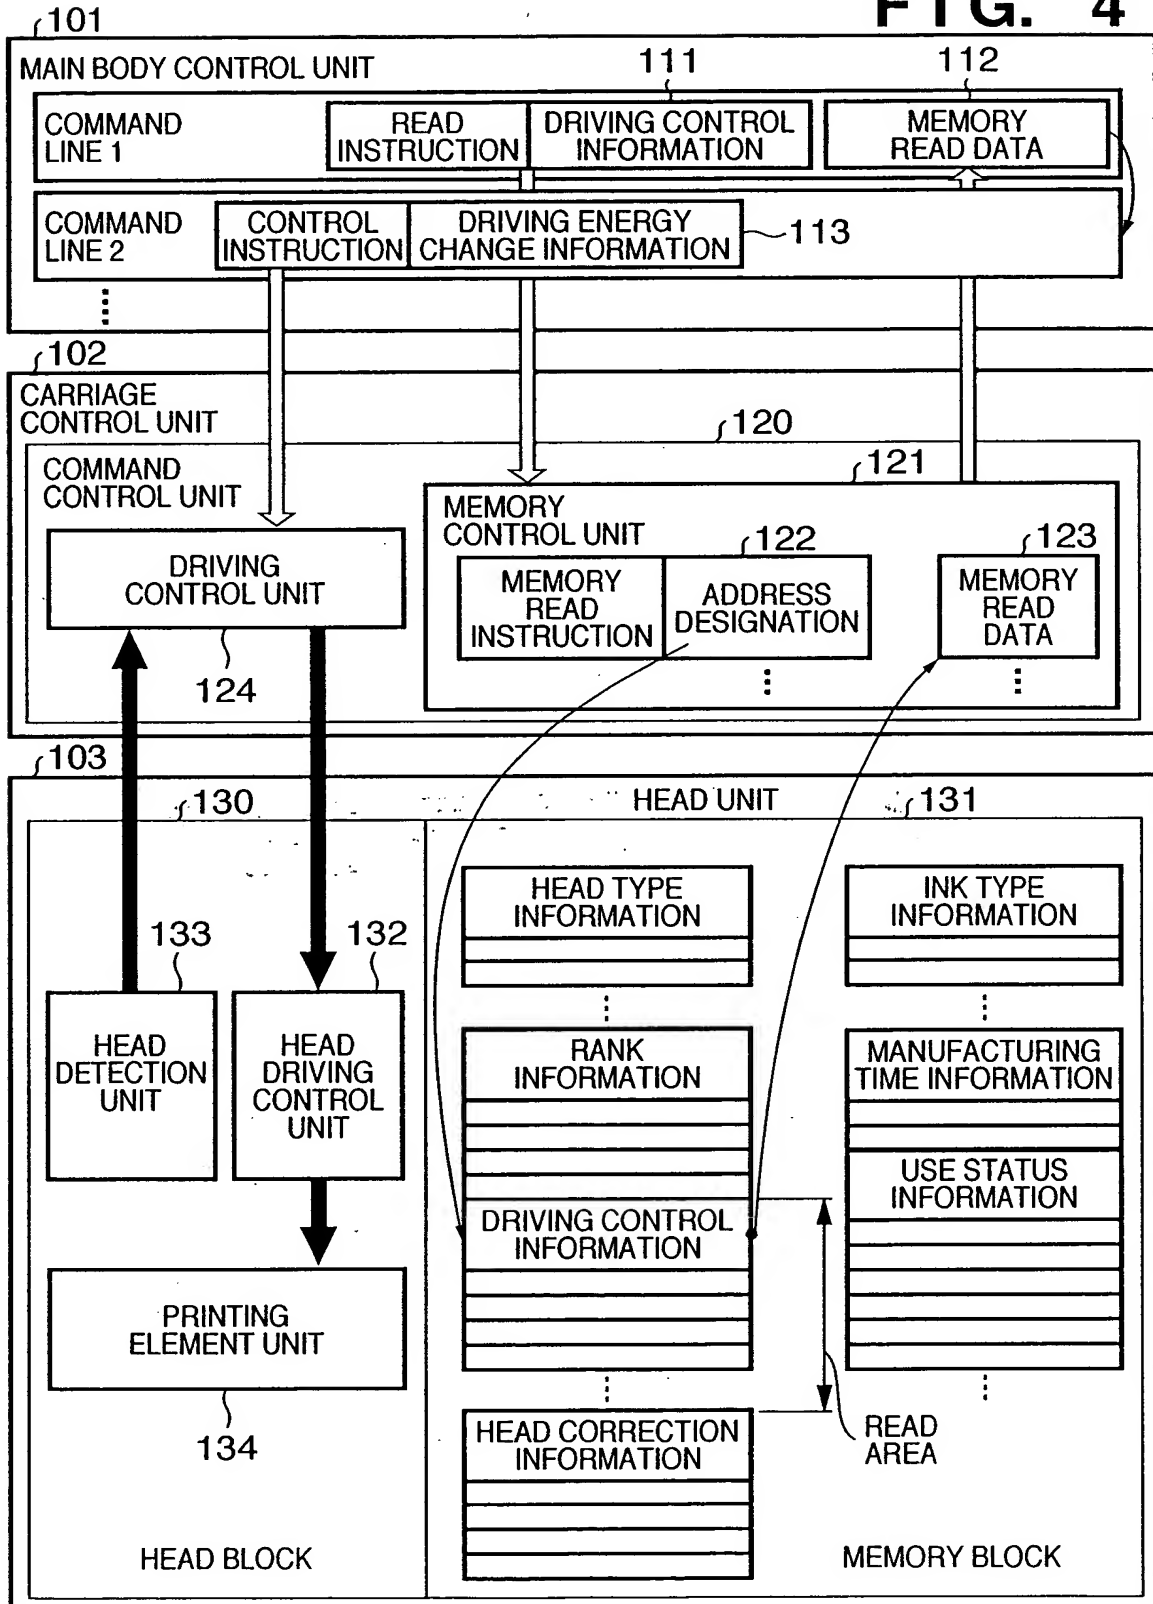 FIG. 4
101
MAIN BODY CONTROL UNIT
111
112
COMMAND
LINE 1
READ
INSTRUCTION
DRIVING CONTROL
INFORMATION
MEMORY
READ DATA
COMMAND
LINE 2
CONTROL
INSTRUCTION
DRIVING ENERGY
CHANGE INFORMATION
113
102
CARRIAGE
CONTROL UNIT
120
COMMAND
CONTROL UNIT
121
MEMORY
CONTROL UNIT
DRIVING
CONTROL UNIT
122
123
MEMORY
READ
INSTRUCTION
ADDRESS
DESIGNATION
MEMORY
READ
DATA
124
103
130
HEAD UNIT
131
HEAD TYPE
INFORMATION
INK TYPE
INFORMATION
133
132
HEAD
DETECTION
UNIT
HEAD
DRIVING
CONTROL
UNIT
RANK
INFORMATION
MANUFACTURING
TIME INFORMATION
USE STATUS
INFORMATION
DRIVING CONTROL
INFORMATION
PRINTING
ELEMENT UNIT
134
HEAD CORRECTION
INFORMATION
READ
AREA
HEAD BLOCK
MEMORY BLOCK